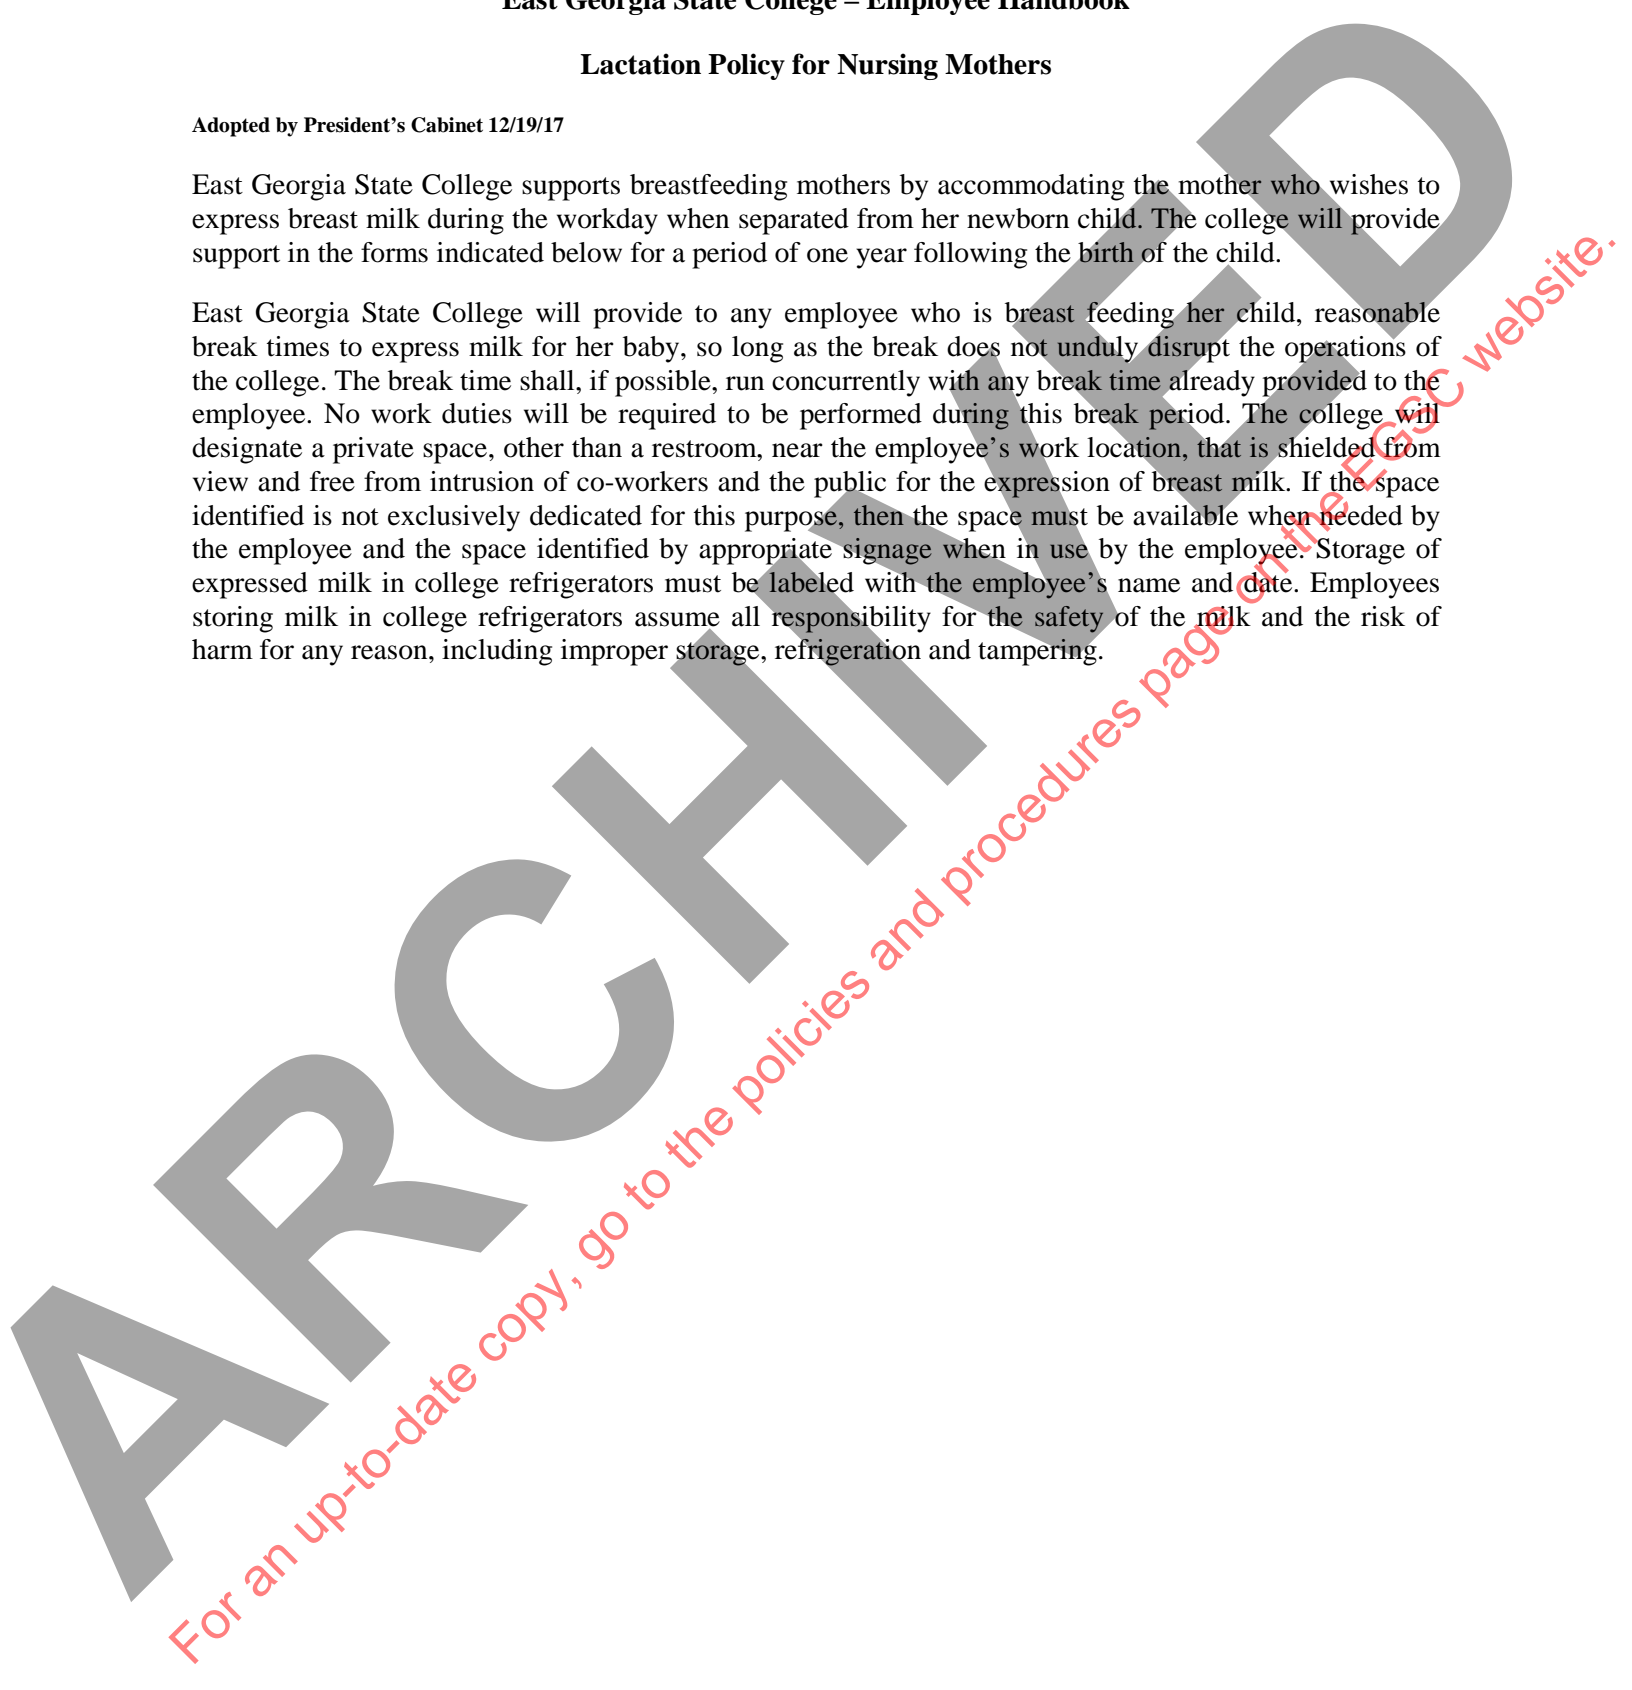 East Georgia State College – Employee Handbook
Lactation Policy for Nursing Mothers
Adopted by President’s Cabinet 12/19/17
East Georgia State College supports breastfeeding mothers by accommodating the mother who wishes to
express breast milk during the workday when separated from her newborn child. The college will provide
support in the forms indicated below for a period of one year following the birth of the child.
East Georgia State College will provide to any employee who is breast feeding her child, reasonable
break times to express milk for her baby, so long as the break does not unduly disrupt the operations of
the college. The break time shall, if possible, run concurrently with any break time already provided to the
employee. No work duties will be required to be performed during this break period. The college will
designate a private space, other than a restroom, near the employee’s work location, that is shielded from
view and free from intrusion of co-workers and the public for the expression of breast milk. If the space
identified is not exclusively dedicated for this purpose, then the space must be available when needed by
the employee and the space identified by appropriate signage when in use by the employee. Storage of
expressed milk in college refrigerators must be labeled with the employee’s name and date. Employees
storing milk in college refrigerators assume all responsibility for the safety of the milk and the risk of
harm for any reason, including improper storage, refrigeration and tampering.
ARCHIVED
For an up-to-date copy, go to the policies and procedures page on the EGSC website.